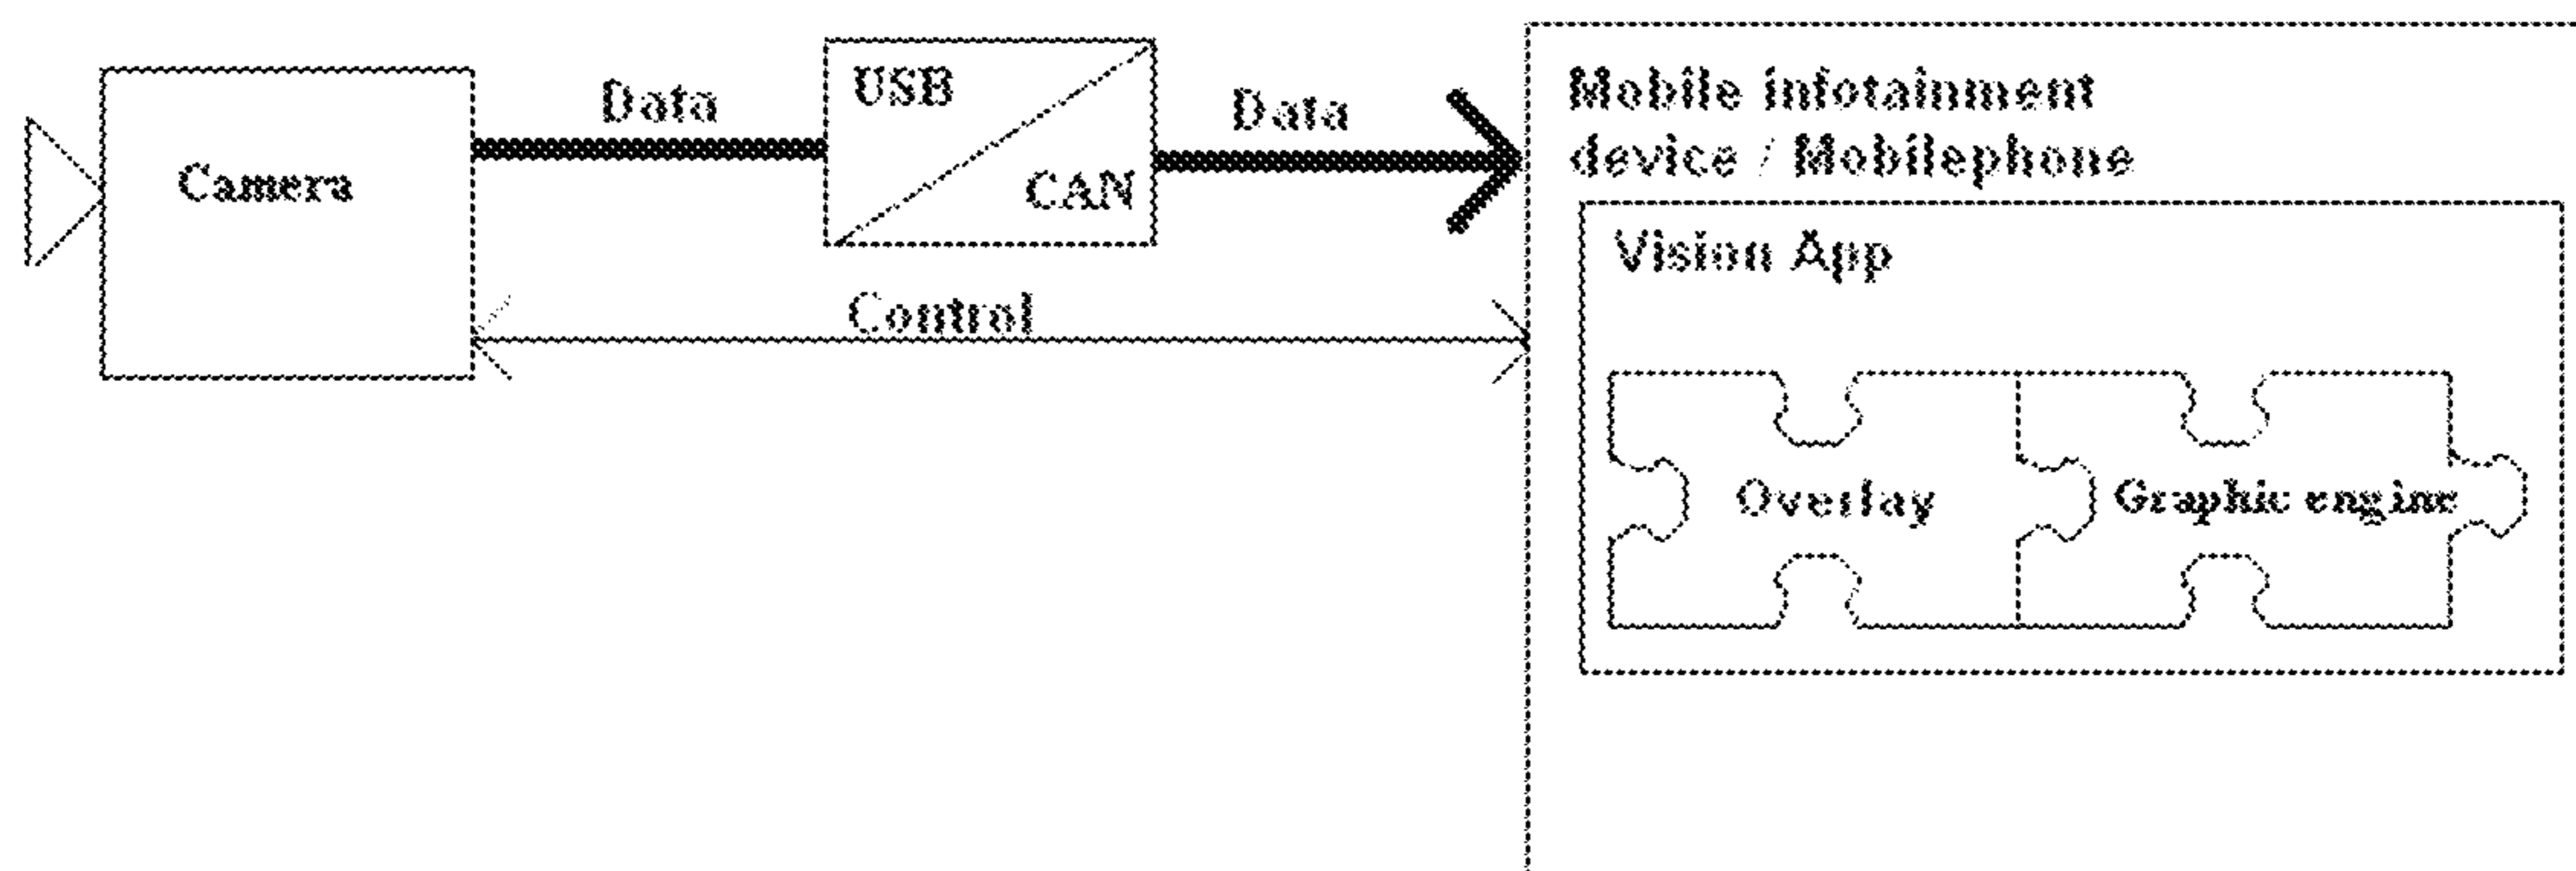 Camera
Data
USB
CAN
Data
Control
Mobile infotainment
device / Mobilephone
Vision App
Overlay
Graphic engine